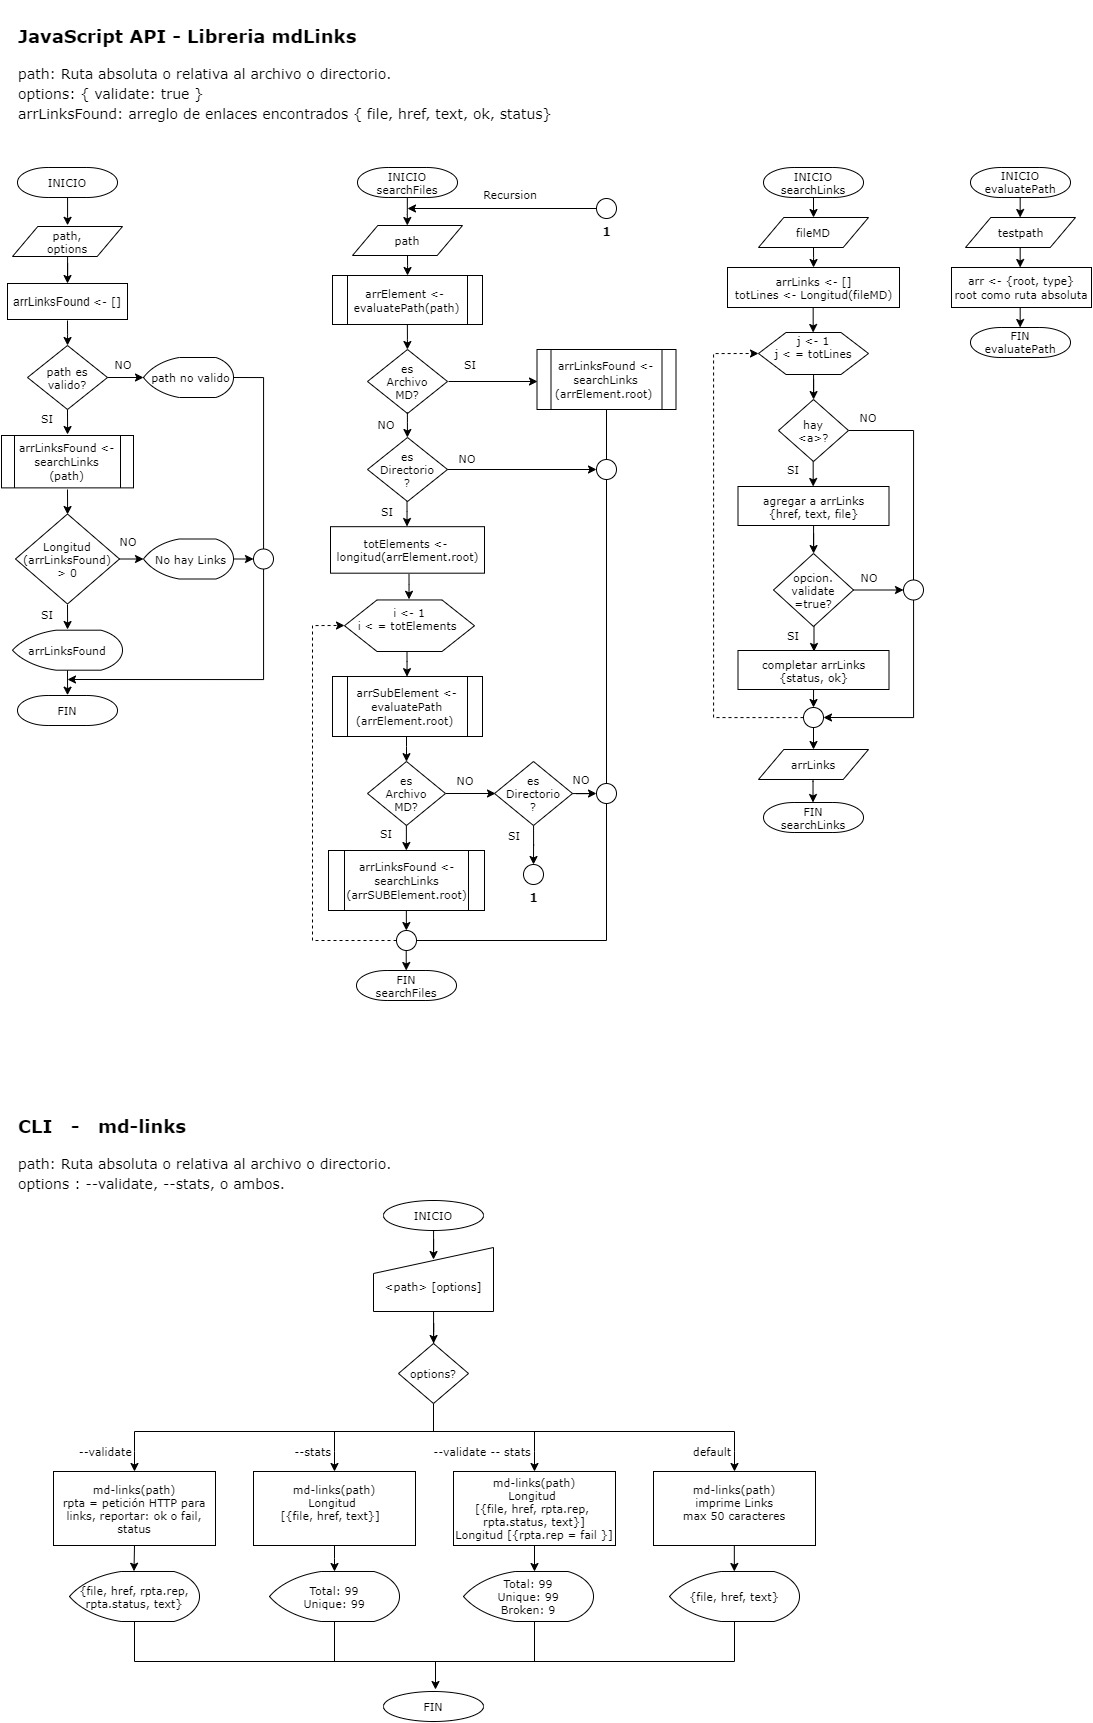 JavaScript API - Libreria mdLinks
path: Ruta absoluta o relativa al archivo o directorio.
options: { validate: true }
arrLinksFound: arreglo de enlaces encontrados { file, href, text, ok, status}
INICIO
path,
options
arrLinksFound <- []
path es
valido?
NO
path no valido
SI
arrLinksFound <-
searchLinks
(path)
Longitud
(arrLinksFound)
> 0
NO
No hay Links
SI
arrLinksFound
FIN
INICIO
searchFiles
Recursion
1
path
arrElement <-
evaluatePath(path)
es
Archivo
MD?
SI
arrLinksFound <-
searchLinks
(arrElement.root)
NO
es
Directorio
?
NO
SI
totElements <-
longitud(arrElement.root)
i <- 1
i < = totElements
arrSubElement <-
evaluatePath
(arrElement.root)
es
Archivo
MD?
NO
es
Directorio
?
NO
SI
SI
arrLinksFound <-
searchLinks
(arrSUBElement.root)
1
FIN
searchFiles
INICIO
searchLinks
fileMD
arrLinks <- []
totLines <- Longitud(fileMD)
j <- 1
j < = totLines
hay
<a>?
NO
SI
agregar a arrLinks
{href, text, file}
opcion.
validate
=true?
NO
SI
completar arrLinks
{status, ok}
arrLinks
FIN
searchLinks
INICIO
evaluatePath
testpath
arr <- {root, type}
root como ruta absoluta
FIN
evaluatePath
CLI - md-links
path: Ruta absoluta o relativa al archivo o directorio.
options : --validate, --stats, o ambos.
INICIO
<path> [options]
options?
--validate
--stats
--validate -- stats
default
md-links(path)
rpta = petición HTTP para
links, reportar: ok o fail,
status
md-links(path)
Longitud
[{file, href, text}]
md-links(path)
Longitud
[{file, href, rpta.rep,
rpta.status, text}]
Longitud [{rpta.rep = fail }]
md-links(path)
imprime Links
max 50 caracteres
{file, href, rpta.rep,
rpta.status, text}
Total: 99
Unique: 99
Total: 99
Unique: 99
Broken: 9
{file, href, text}
FIN